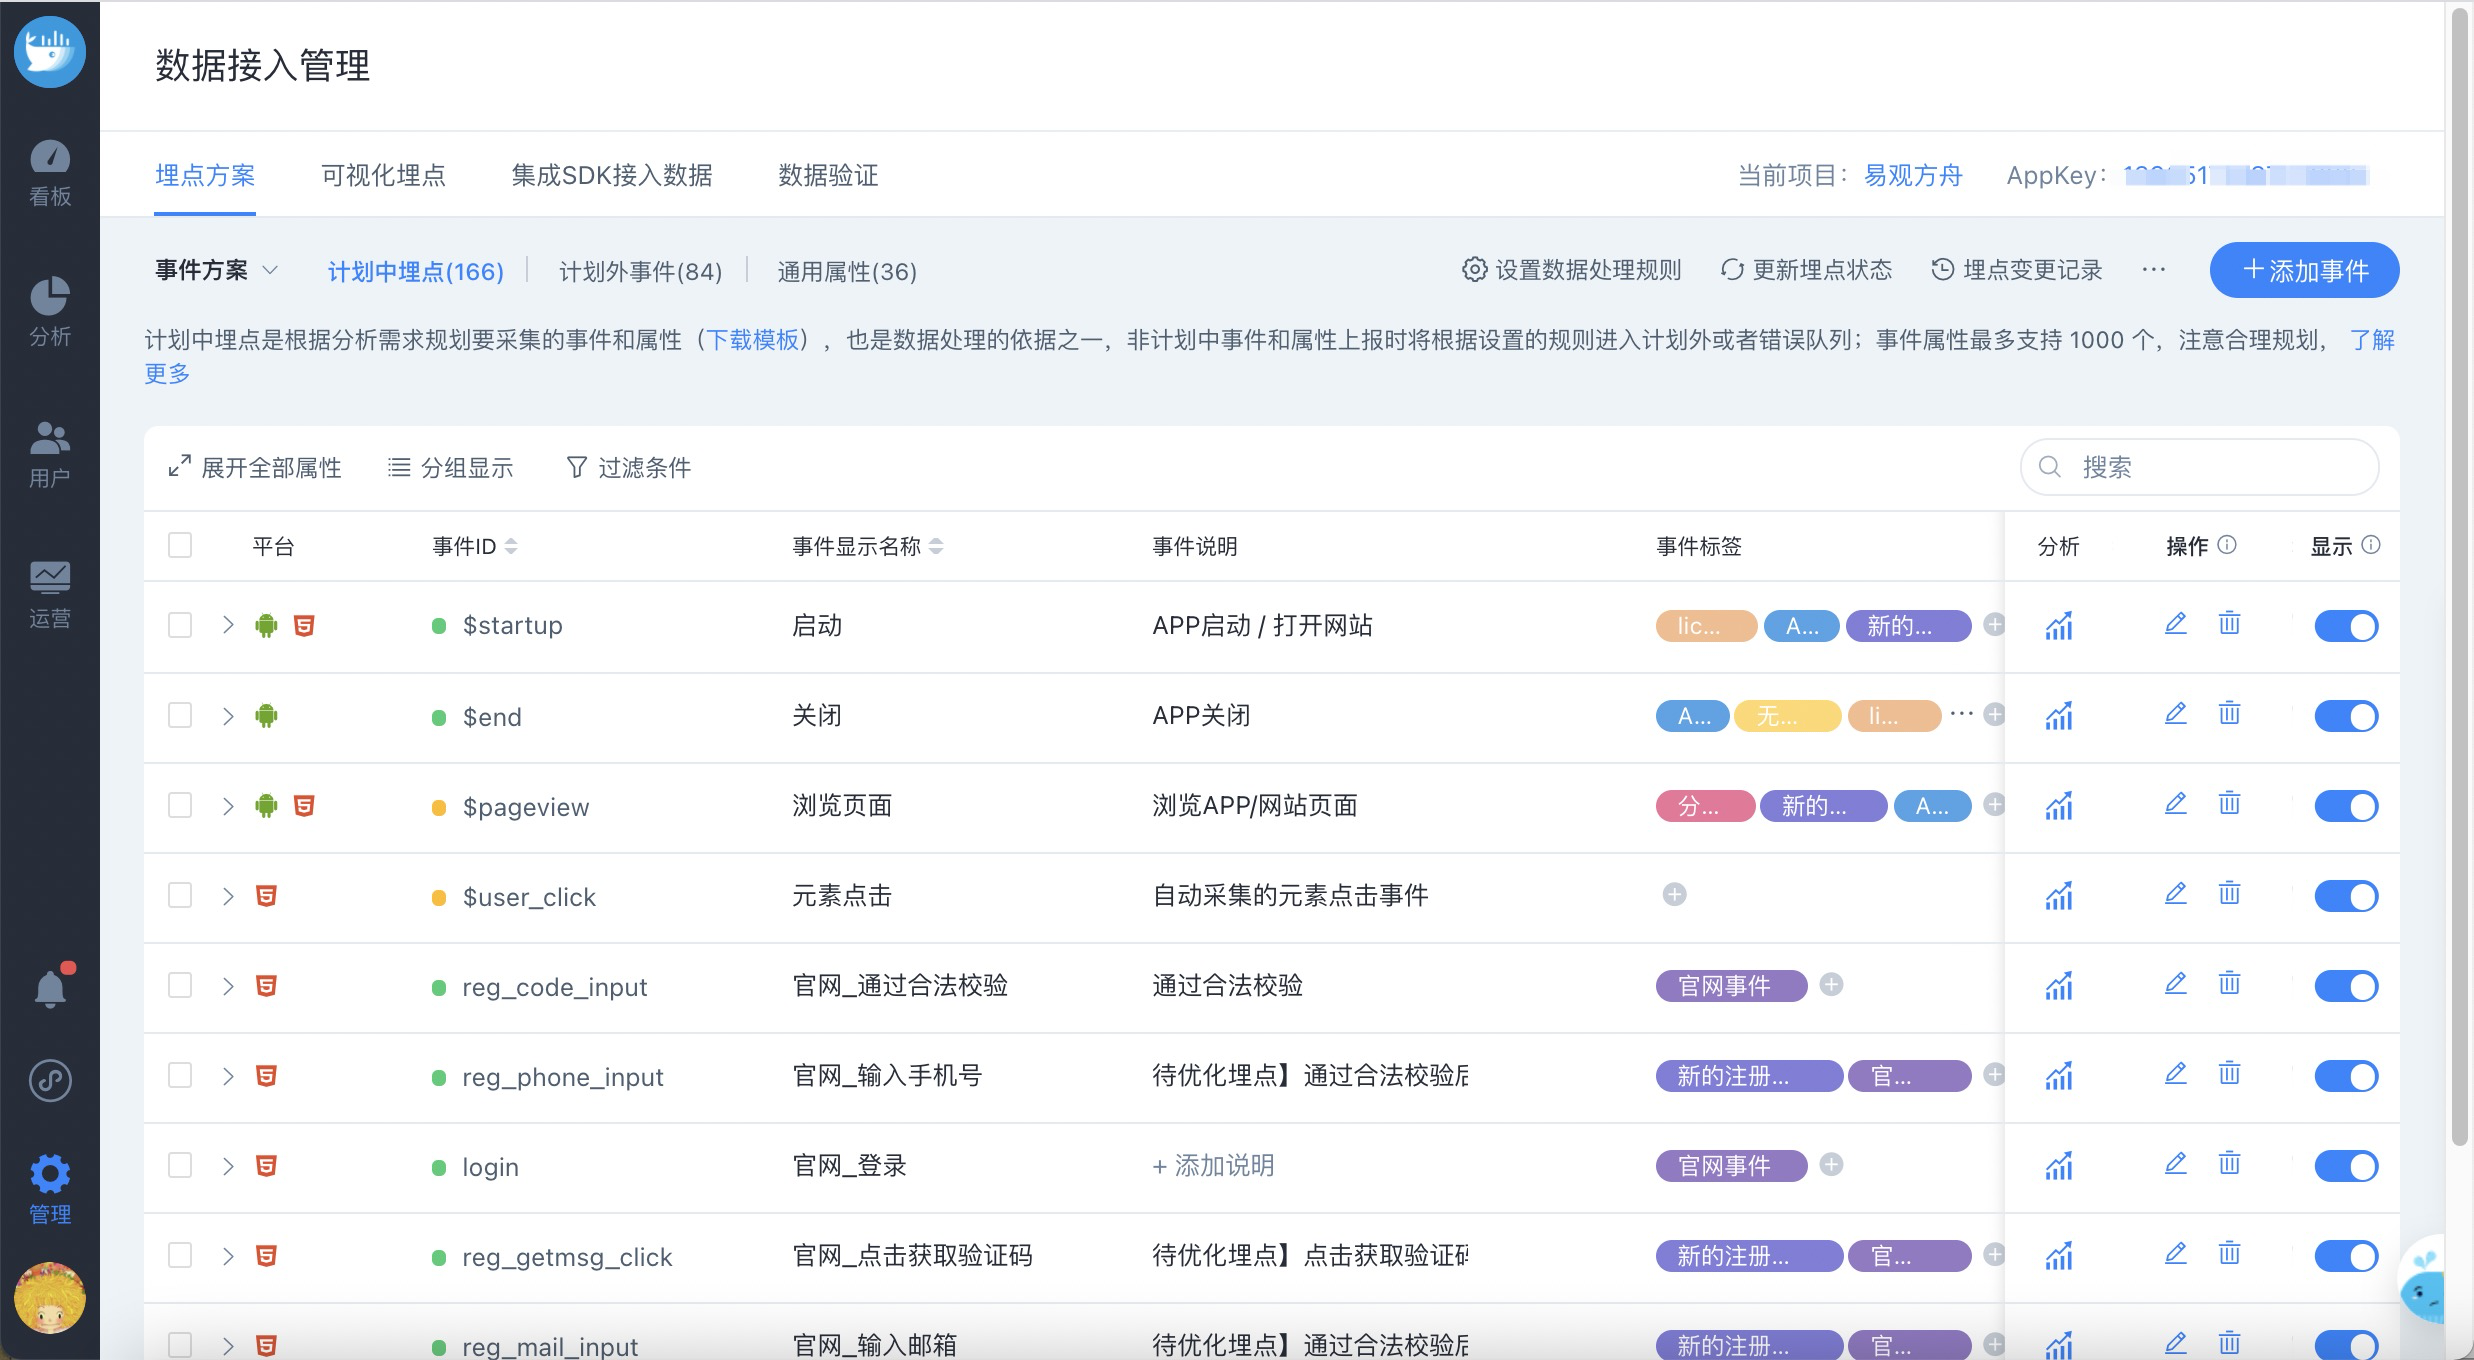 数据接入管理
埋点方案 可视化埋点 集成SDK接入数据 数据验证 当前项目： 易观方舟 AppKey：
看板
分析
用户
运营
管理
事件方案 计划中埋点(166) 计划外事件(84) 通用属性(36) 设置数据处理规则 更新埋点状态 埋点变更记录 ··· +添加事件
计划中埋点是根据分析需求规划要采集的事件和属性（下载模板），也是数据处理的依据之一，非计划中事件和属性上报时将根据设置的规则进入计划外或者错误队列；事件属性最多支持 1000 个，注意合理规划， 了解
更多
展开全部属性 分组显示 过滤条件 搜索
平台 事件ID 事件显示名称 事件说明 事件标签 分析 操作 显示
$startup 启动 APP启动 / 打开网站 lic... A... 新的...
$end 关闭 APP关闭 A... 无... li... ···
$pageview 浏览页面 浏览APP/网站页面 分... 新的... A...
$user_click 元素点击 自动采集的元素点击事件
reg_code_input 官网_通过合法校验 通过合法校验 官网事件
reg_phone_input 官网_输入手机号 待优化埋点】通过合法校验后 新的注册... 官...
login 官网_登录 + 添加说明 官网事件
reg_getmsg_click 官网_点击获取验证码 待优化埋点】点击获取验证码 新的注册... 官...
reg_mail_input 官网_输入邮箱 待优化埋点】通过合法校验后 新的注册... 官...